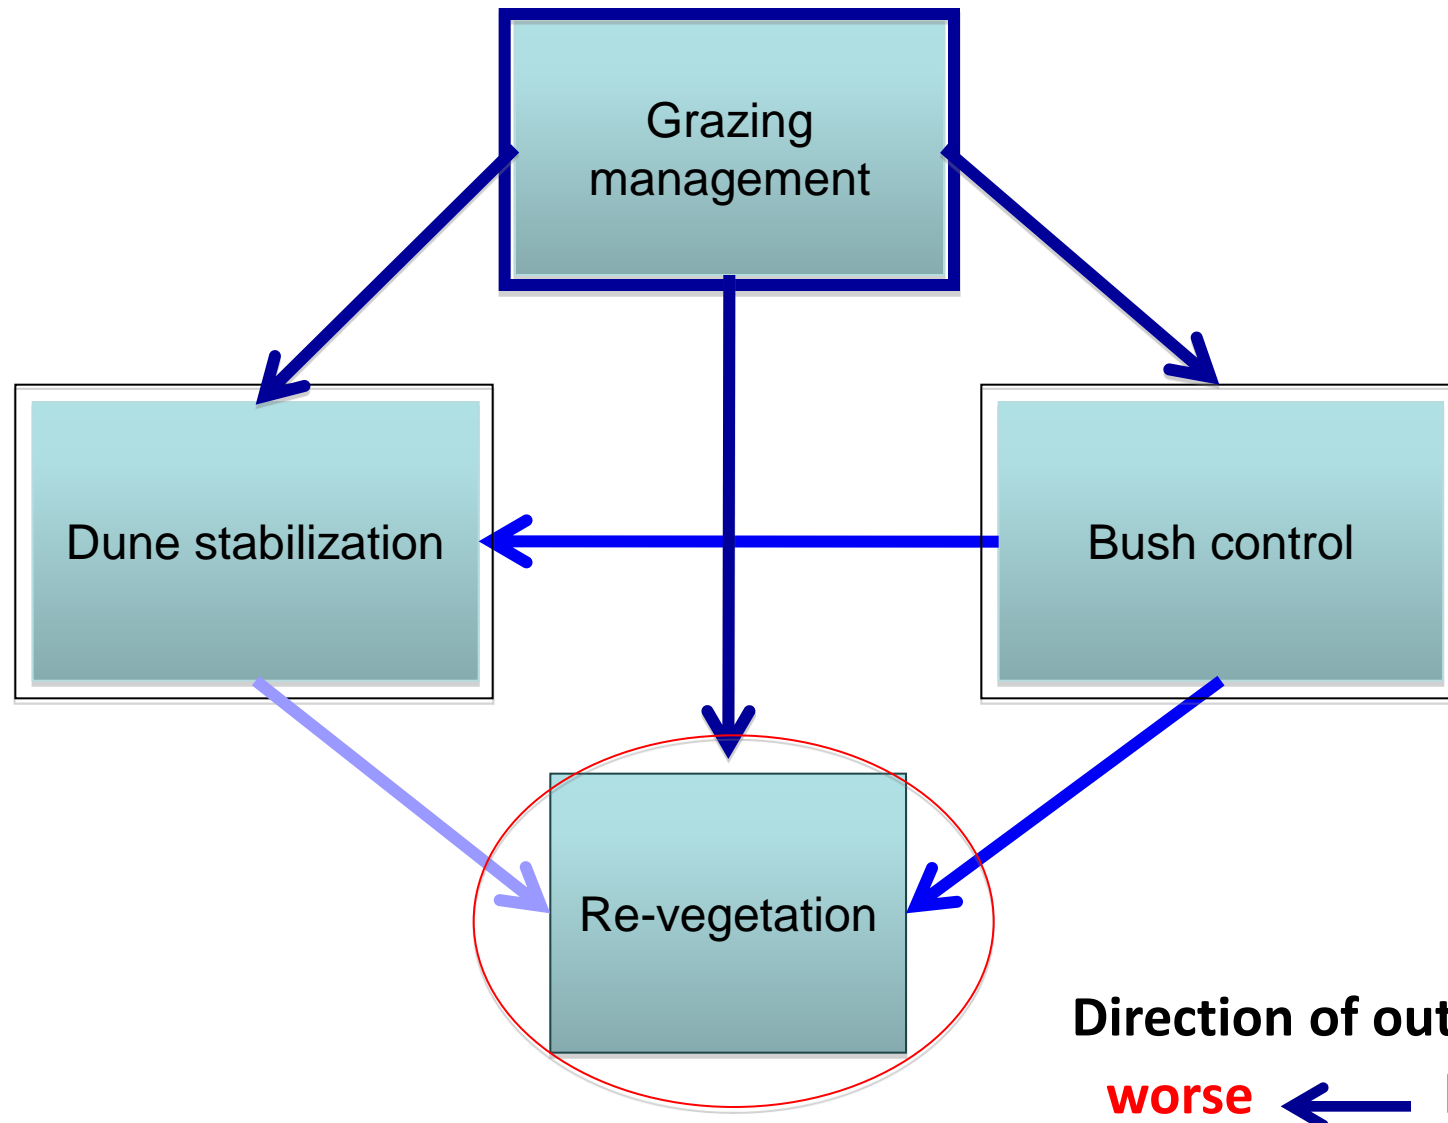 Grazing
management
Dune stabilization
Bush control
Re-vegetation
Direction of out
worse